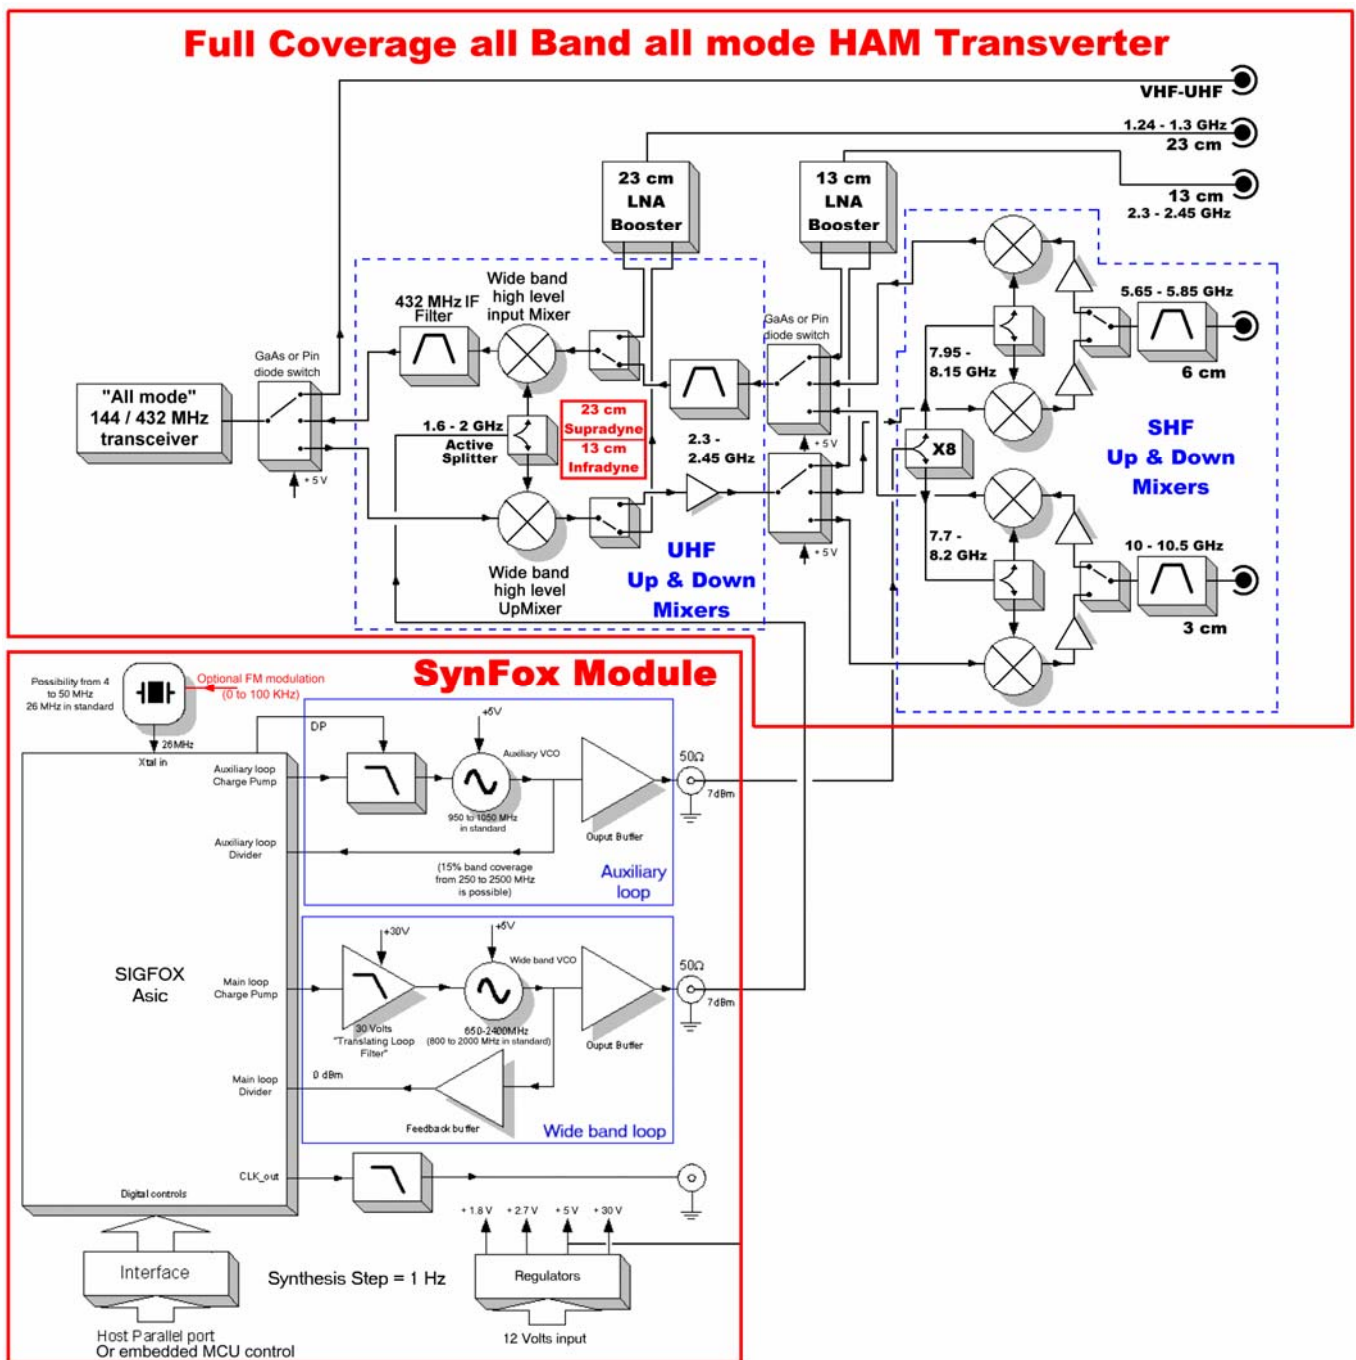 Full Coverage all Band all mode HAM Transverter
VHF-UHF
1.24 - 1.3 GHz
23 cm
13 cm
2.3 - 2.45 GHz
23 cm
LNA
Booster
13 cm
LNA
Booster
Wide band
high level
input Mixer
432 MHz IF
Filter
GaAs or Pin
diode switch
GaAs or Pin
diode switch
"All mode"
144 / 432 MHz
transceiver
+ 5 V
1.6 - 2 GHz
Active
Splitter
23 cm
Supradyne
13 cm
Infradyne
2.3 -
2.45 GHz
+ 5 V
+ 5 V
Wide band
high level
UpMixer
UHF
Up & Down
Mixers
5.65 - 5.85 GHz
6 cm
7.95 -
8.15 GHz
X8
SHF
Up & Down
Mixers
7.7 -
8.2 GHz
10 - 10.5 GHz
3 cm
SynFox Module
Possibility from 4
to 50 MHz
26 MHz in standard
Optional FM modulation
(0 to 100 KHz)
26MHz
Xtal in
DP
+5V
Auxiliary loop
Charge Pump
Auxiliary VCO
50Ω
7dBm
950 to 1050 MHz
in standard
Ouput Buffer
Auxiliary loop
Divider
(15% band coverage
from 250 to 2500 MHz
is possible)
Auxiliary
loop
+30V
+5V
SIGFOX
Asic
Main loop
Charge Pump
Wide band VCO
50Ω
7dBm
30 Volts
"Translating Loop
Filter"
650-2400MHz
(800 to 2000 MHz in standard)
Ouput Buffer
Main loop
Divider
0 dBm
Feedback buffer
Wide band loop
CLK_out
Digital controls
+ 1.8 V
+ 2.7 V
+ 5 V
+ 30 V
Interface
Synthesis Step = 1 Hz
Regulators
Host Parallel port
Or embedded MCU control
12 Volts input